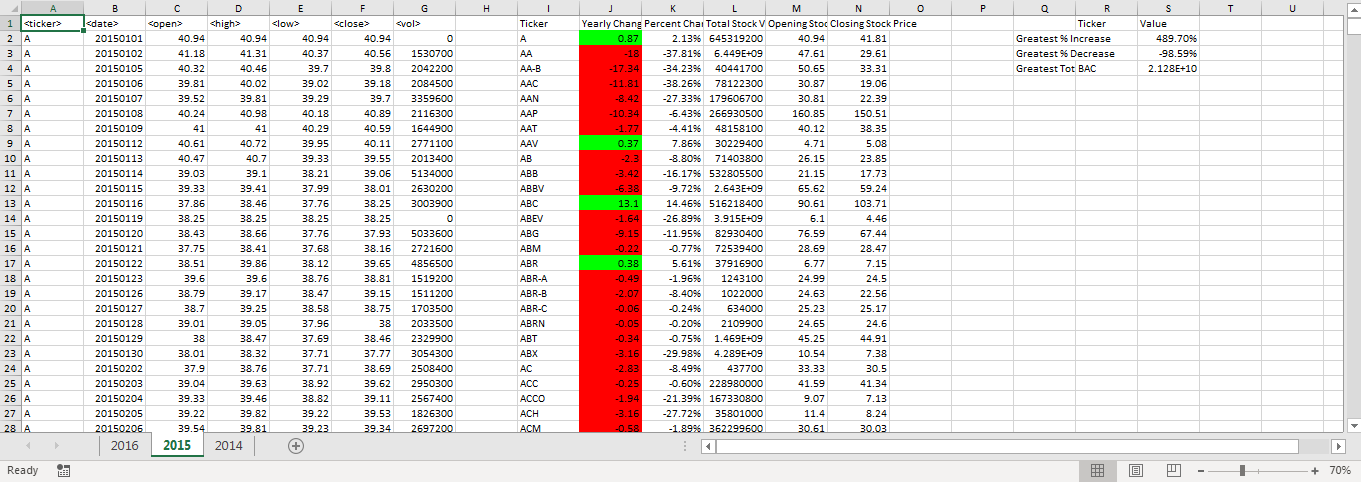 A B C D E F G H I J K L M N O P Q R S T U
1 <ticker> <date> <open> <high> <low> <close> <vol> Ticker Yearly Chang Percent Chan Total Stock V Opening Stoc Closing Stock Price Ticker Value
2 A 20150101 40.94 40.94 40.94 40.94 0 A 0.87 2.13% 645319200 40.94 41.81 Greatest % Increase 489.70%
3 A 20150102 41.18 41.31 40.37 40.56 1530700 AA -18 -37.81% 6.449E+09 47.61 29.61 Greatest % Decrease -98.59%
4 A 20150105 40.32 40.46 39.7 39.8 2042200 AA-B -17.34 -34.23% 40441700 50.65 33.31 Greatest Tot BAC 2.128E+10
5 A 20150106 39.81 40.02 39.02 39.18 2084500 AAC -11.81 -38.26% 78122300 30.87 19.06
6 A 20150107 39.52 39.81 39.29 39.7 3359600 AAN -8.42 -27.33% 179606700 30.81 22.39
7 A 20150108 40.24 40.98 40.18 40.89 2116300 AAP -10.34 -6.43% 266930500 160.85 150.51
8 A 20150109 41 41 40.29 40.59 1644900 AAT -1.77 -4.41% 48158100 40.12 38.35
9 A 20150112 40.61 40.72 39.95 40.11 2771100 AAV 0.37 7.86% 30229400 4.71 5.08
10 A 20150113 40.47 40.7 39.33 39.55 2013400 AB -2.3 -8.80% 71403800 26.15 23.85
11 A 20150114 39.03 39.1 38.21 39.06 5134000 ABB -3.42 -16.17% 532805500 21.15 17.73
12 A 20150115 39.33 39.41 37.99 38.01 2630200 ABBV -6.38 -9.72% 2.643E+09 65.62 59.24
13 A 20150116 37.86 38.46 37.76 38.25 3003900 ABC 13.1 14.46% 516218400 90.61 103.71
14 A 20150119 38.25 38.25 38.25 38.25 0 ABEV -1.64 -26.89% 3.915E+09 6.1 4.46
15 A 20150120 38.43 38.66 37.76 37.93 5033600 ABG -9.15 -11.95% 82930400 76.59 67.44
16 A 20150121 37.75 38.41 37.68 38.16 2721600 ABM -0.22 -0.77% 72539400 28.69 28.47
17 A 20150122 38.51 39.86 38.12 39.65 4856500 ABR 0.38 5.61% 37916900 6.77 7.15
18 A 20150123 39.6 39.6 38.76 38.81 1519200 ABR-A -0.49 -1.96% 1243100 24.99 24.5
19 A 20150126 38.79 39.17 38.47 39.15 1511200 ABR-B -2.07 -8.40% 1022000 24.63 22.56
20 A 20150127 38.7 39.25 38.58 38.75 1703500 ABR-C -0.06 -0.24% 634000 25.23 25.17
21 A 20150128 39.01 39.05 37.96 38 2033500 ABRN -0.05 -0.20% 2109900 24.65 24.6
22 A 20150129 38 38.47 37.69 38.46 2329900 ABT -0.34 -0.75% 1.469E+09 45.25 44.91
23 A 20150130 38.01 38.32 37.71 37.77 3054300 ABX -3.16 -29.98% 4.289E+09 10.54 7.38
24 A 20150202 37.9 38.76 37.71 38.69 2508400 AC -2.83 -8.49% 437700 33.33 30.5
25 A 20150203 39.04 39.63 38.92 39.62 2950300 ACC -0.25 -0.60% 228980000 41.59 41.34
26 A 20150204 39.33 39.46 38.82 39.11 2567400 ACCO -1.94 -21.39% 167330800 9.07 7.13
27 A 20150205 39.22 39.82 39.22 39.53 1826300 ACH -3.16 -27.72% 35801000 11.4 8.24
28 A 20150206 39.54 39.81 39.23 39.34 2697200 ACM -0.58 -1.89% 362299600 30.61 30.03
2016 2015 2014
Ready 70%